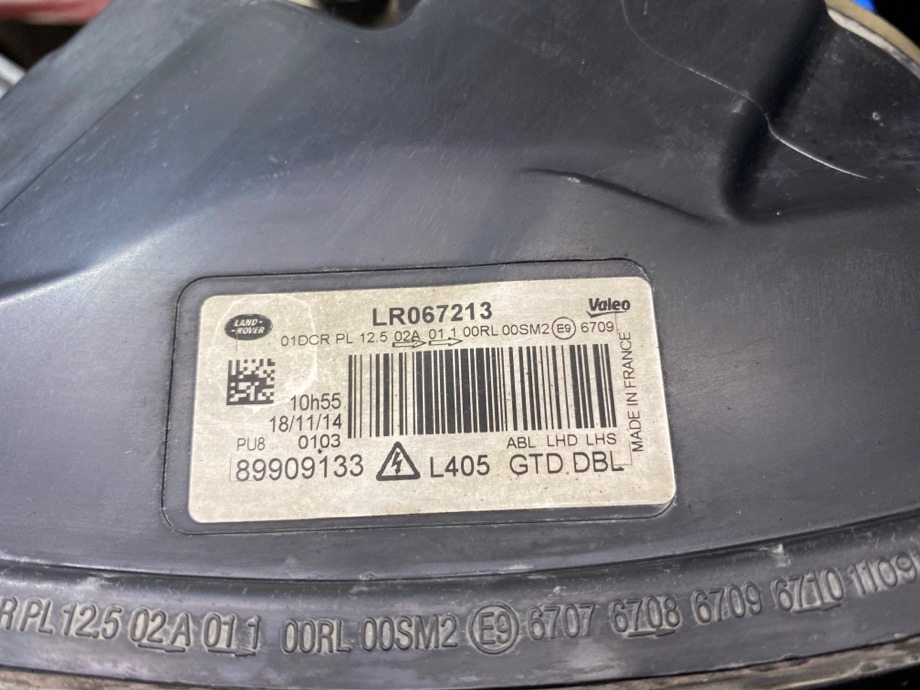 LAND-
-ROVER
LR067213
Valeo
01DCR PL 12.5 02A 01 1 00RL 00SM2 E9 6709
MADE IN FRANCE
10h55
18/11/14
PU8 0103
ABL LHD LHS
89909133 L405 GTD DBL
R PL 12.5 02A 01 1 00RL 00SM2 E9 6707 6708 6709 6710 1109